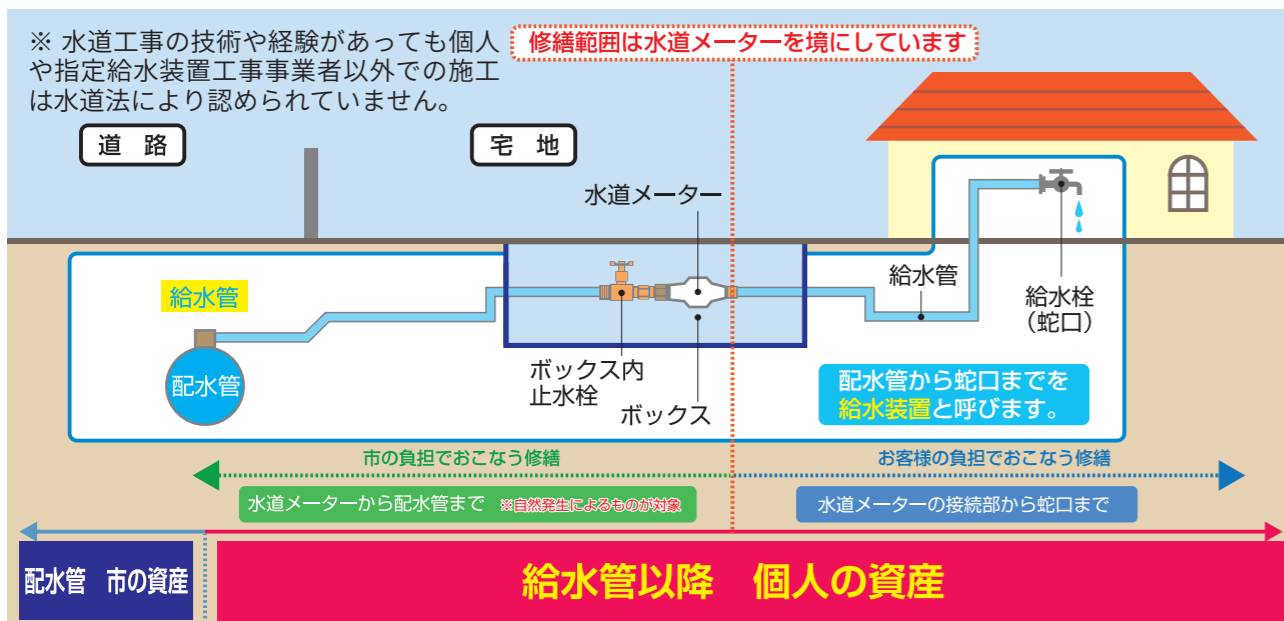 ※ 水道工事の技術や経験があっても個人
や指定給水装置工事事業者以外での施工
は水道法により認められていません。
修繕範囲は水道メーターを境にしています
道 路
宅 地
水道メーター
給水管
配水管
ボックス内
止水栓
ボックス
給水管
給水栓
（蛇口）
配水管から蛇口までを
給水装置と呼びます。
市の負担でおこなう修繕
お客様の負担でおこなう修繕
水道メーターから配水管まで ※自然発生によるものが対象
水道メーターの接続部から蛇口まで
配水管 市の資産
給水管以降 個人の資産